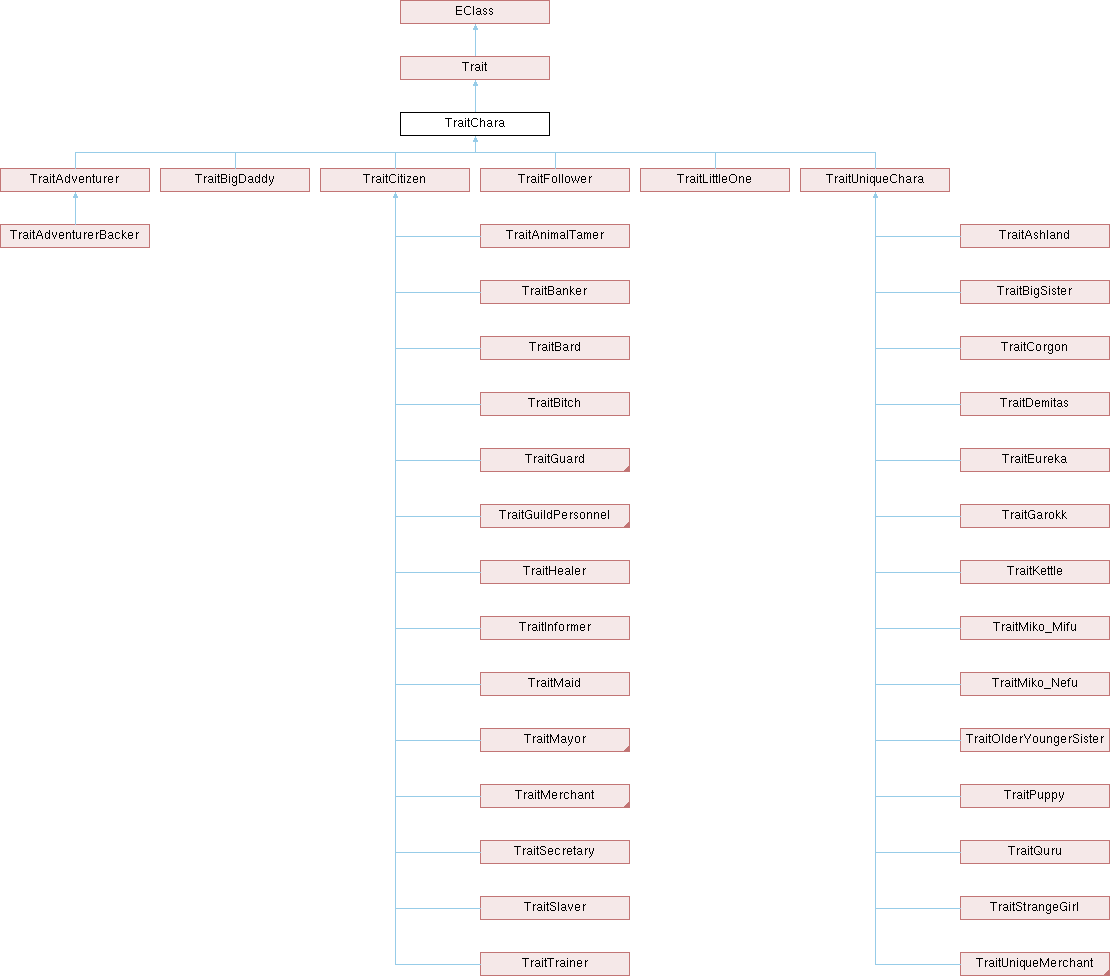 EClass
Trait
TraitChara
TraitAdventurer
TraitBigDaddy
TraitCitizen
TraitFollower
TraitLittleOne
TraitUniqueChara
TraitAdventurerBacker
TraitAnimalTamer
TraitAshland
TraitBanker
TraitBigSister
TraitBard
TraitCorgon
TraitBitch
TraitDemitas
TraitGuard
TraitEureka
TraitGuildPersonnel
TraitGarokk
TraitHealer
TraitKettle
TraitInformer
TraitMiko_Mifu
TraitMaid
TraitMiko_Nefu
TraitMayor
TraitOlderYoungerSister
TraitMerchant
TraitPuppy
TraitSecretary
TraitQuru
TraitSlaver
TraitStrangeGirl
TraitTrainer
TraitUniqueMerchant